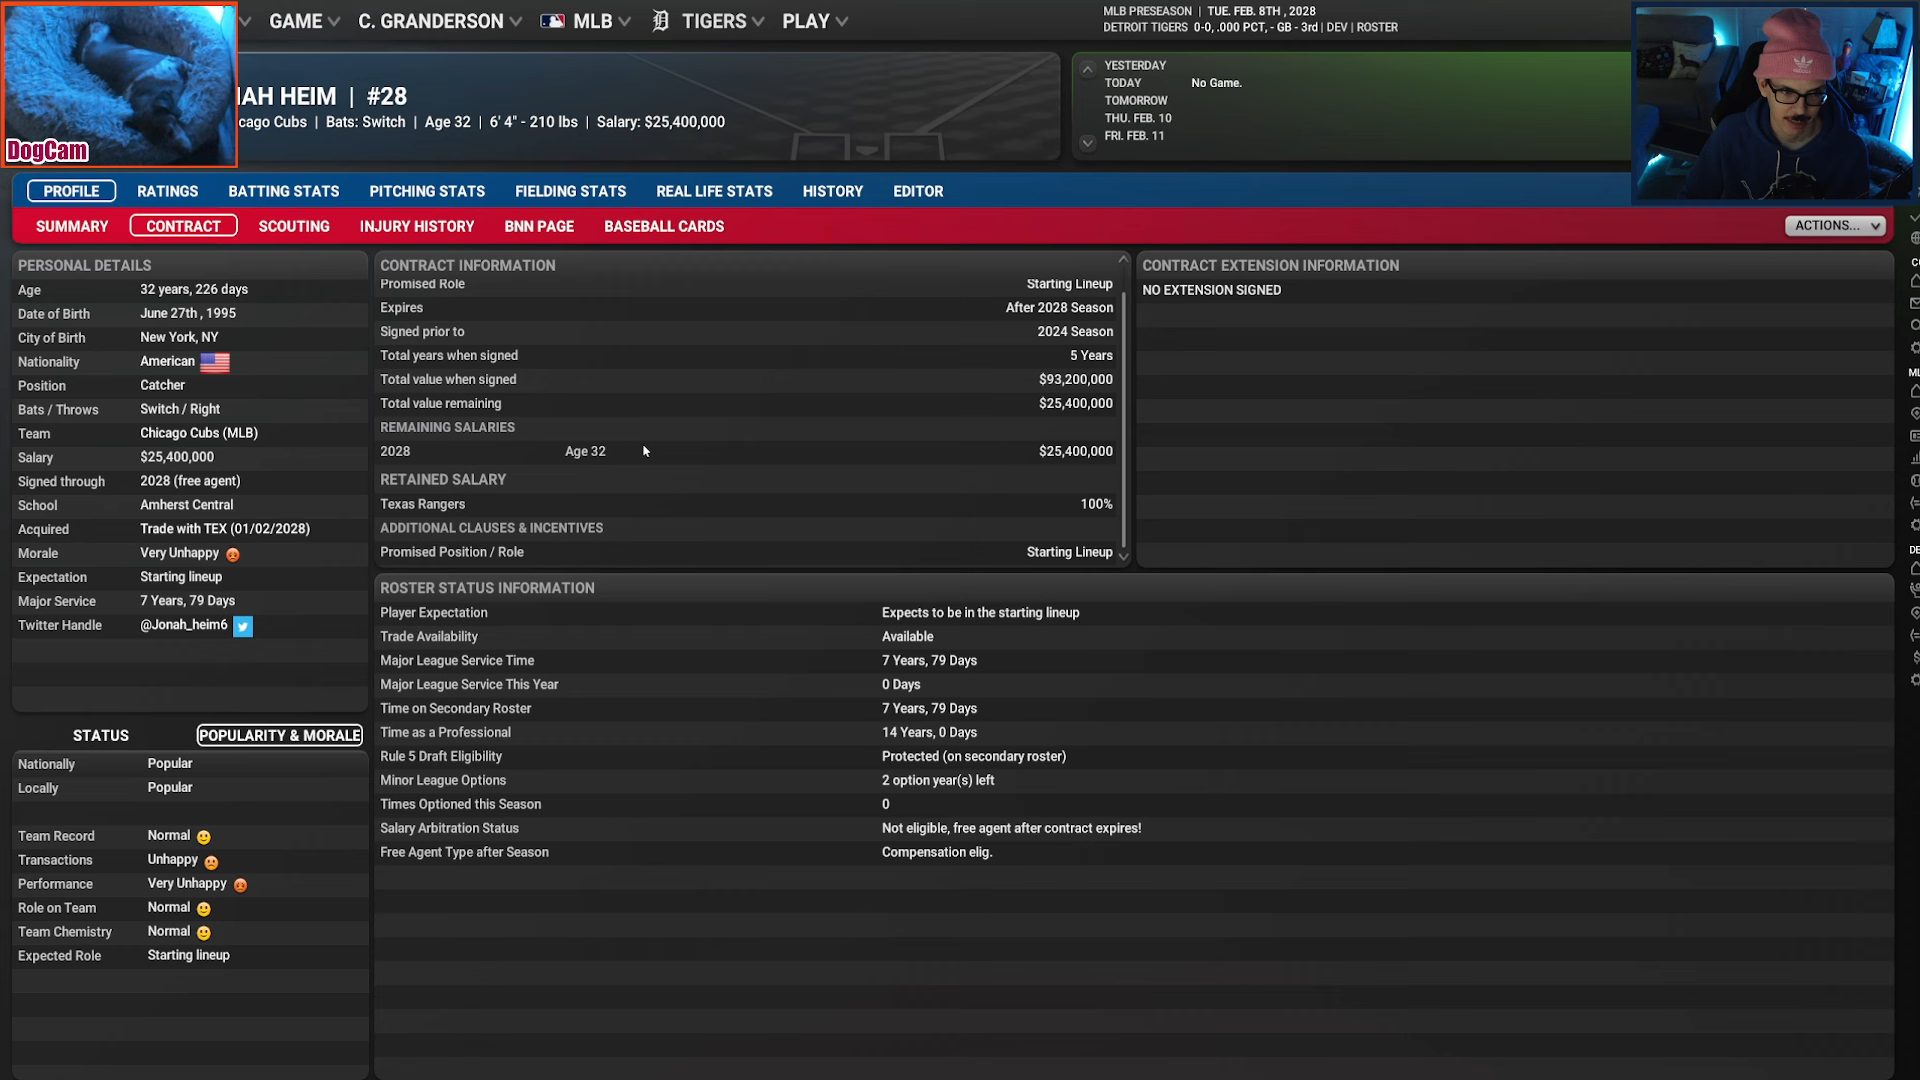 GAME
C. GRANDERSON
MLB
TIGERS
PLAY
MLB PRESEASON | TUE. FEB. 8TH , 2028
DETROIT TIGERS 0-0, .000 PCT, - GB - 3rd | DEV | ROSTER
DogCam
AH HEIM | #28
cago Cubs | Bats: Switch | Age 32 | 6' 4" - 210 lbs | Salary: $25,400,000
YESTERDAY
TODAY No Game.
TOMORROW
THU. FEB. 10
FRI. FEB. 11
PROFILE RATINGS BATTING STATS PITCHING STATS FIELDING STATS REAL LIFE STATS HISTORY EDITOR
SUMMARY CONTRACT SCOUTING INJURY HISTORY BNN PAGE BASEBALL CARDS ACTIONS...
PERSONAL DETAILS
Age 32 years, 226 days
Date of Birth June 27th , 1995
City of Birth New York, NY
Nationality American
Position Catcher
Bats / Throws Switch / Right
Team Chicago Cubs (MLB)
Salary $25,400,000
Signed through 2028 (free agent)
School Amherst Central
Acquired Trade with TEX (01/02/2028)
Morale Very Unhappy
Expectation Starting lineup
Major Service 7 Years, 79 Days
Twitter Handle @Jonah_heim6
STATUS POPULARITY & MORALE
Nationally Popular
Locally Popular
Team Record Normal
Transactions Unhappy
Performance Very Unhappy
Role on Team Normal
Team Chemistry Normal
Expected Role Starting lineup
CONTRACT INFORMATION
Promised Role Starting Lineup
Expires After 2028 Season
Signed prior to 2024 Season
Total years when signed 5 Years
Total value when signed $93,200,000
Total value remaining $25,400,000
REMAINING SALARIES
2028 Age 32 $25,400,000
RETAINED SALARY
Texas Rangers 100%
ADDITIONAL CLAUSES & INCENTIVES
Promised Position / Role Starting Lineup
CONTRACT EXTENSION INFORMATION
NO EXTENSION SIGNED
ROSTER STATUS INFORMATION
Player Expectation Expects to be in the starting lineup
Trade Availability Available
Major League Service Time 7 Years, 79 Days
Major League Service This Year 0 Days
Time on Secondary Roster 7 Years, 79 Days
Time as a Professional 14 Years, 0 Days
Rule 5 Draft Eligibility Protected (on secondary roster)
Minor League Options 2 option year(s) left
Times Optioned this Season 0
Salary Arbitration Status Not eligible, free agent after contract expires!
Free Agent Type after Season Compensation elig.